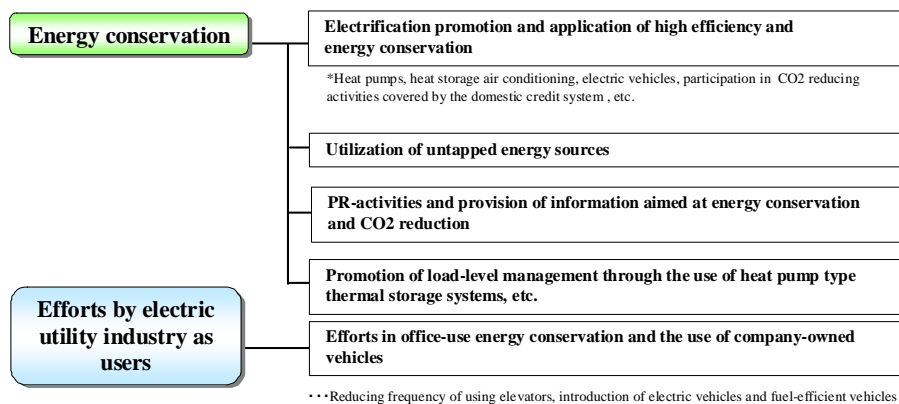 Energy conservation
Electrification promotion and application of high efficiency and
energy conservation
*Heat pumps, heat storage air conditioning, electric vehicles, participation in CO2 reducing
activities covered by the domestic credit system , etc.
Utilization of untapped energy sources
PR-activities and provision of information aimed at energy conservation
and CO2 reduction
Promotion of load-level management through the use of heat pump type
thermal storage systems, etc.
Efforts by electric
utility industry as
users
Efforts in office-use energy conservation and the use of company-owned
vehicles
･･･Reducing frequency of using elevators, introduction of electric vehicles and fuel-efficient vehicles